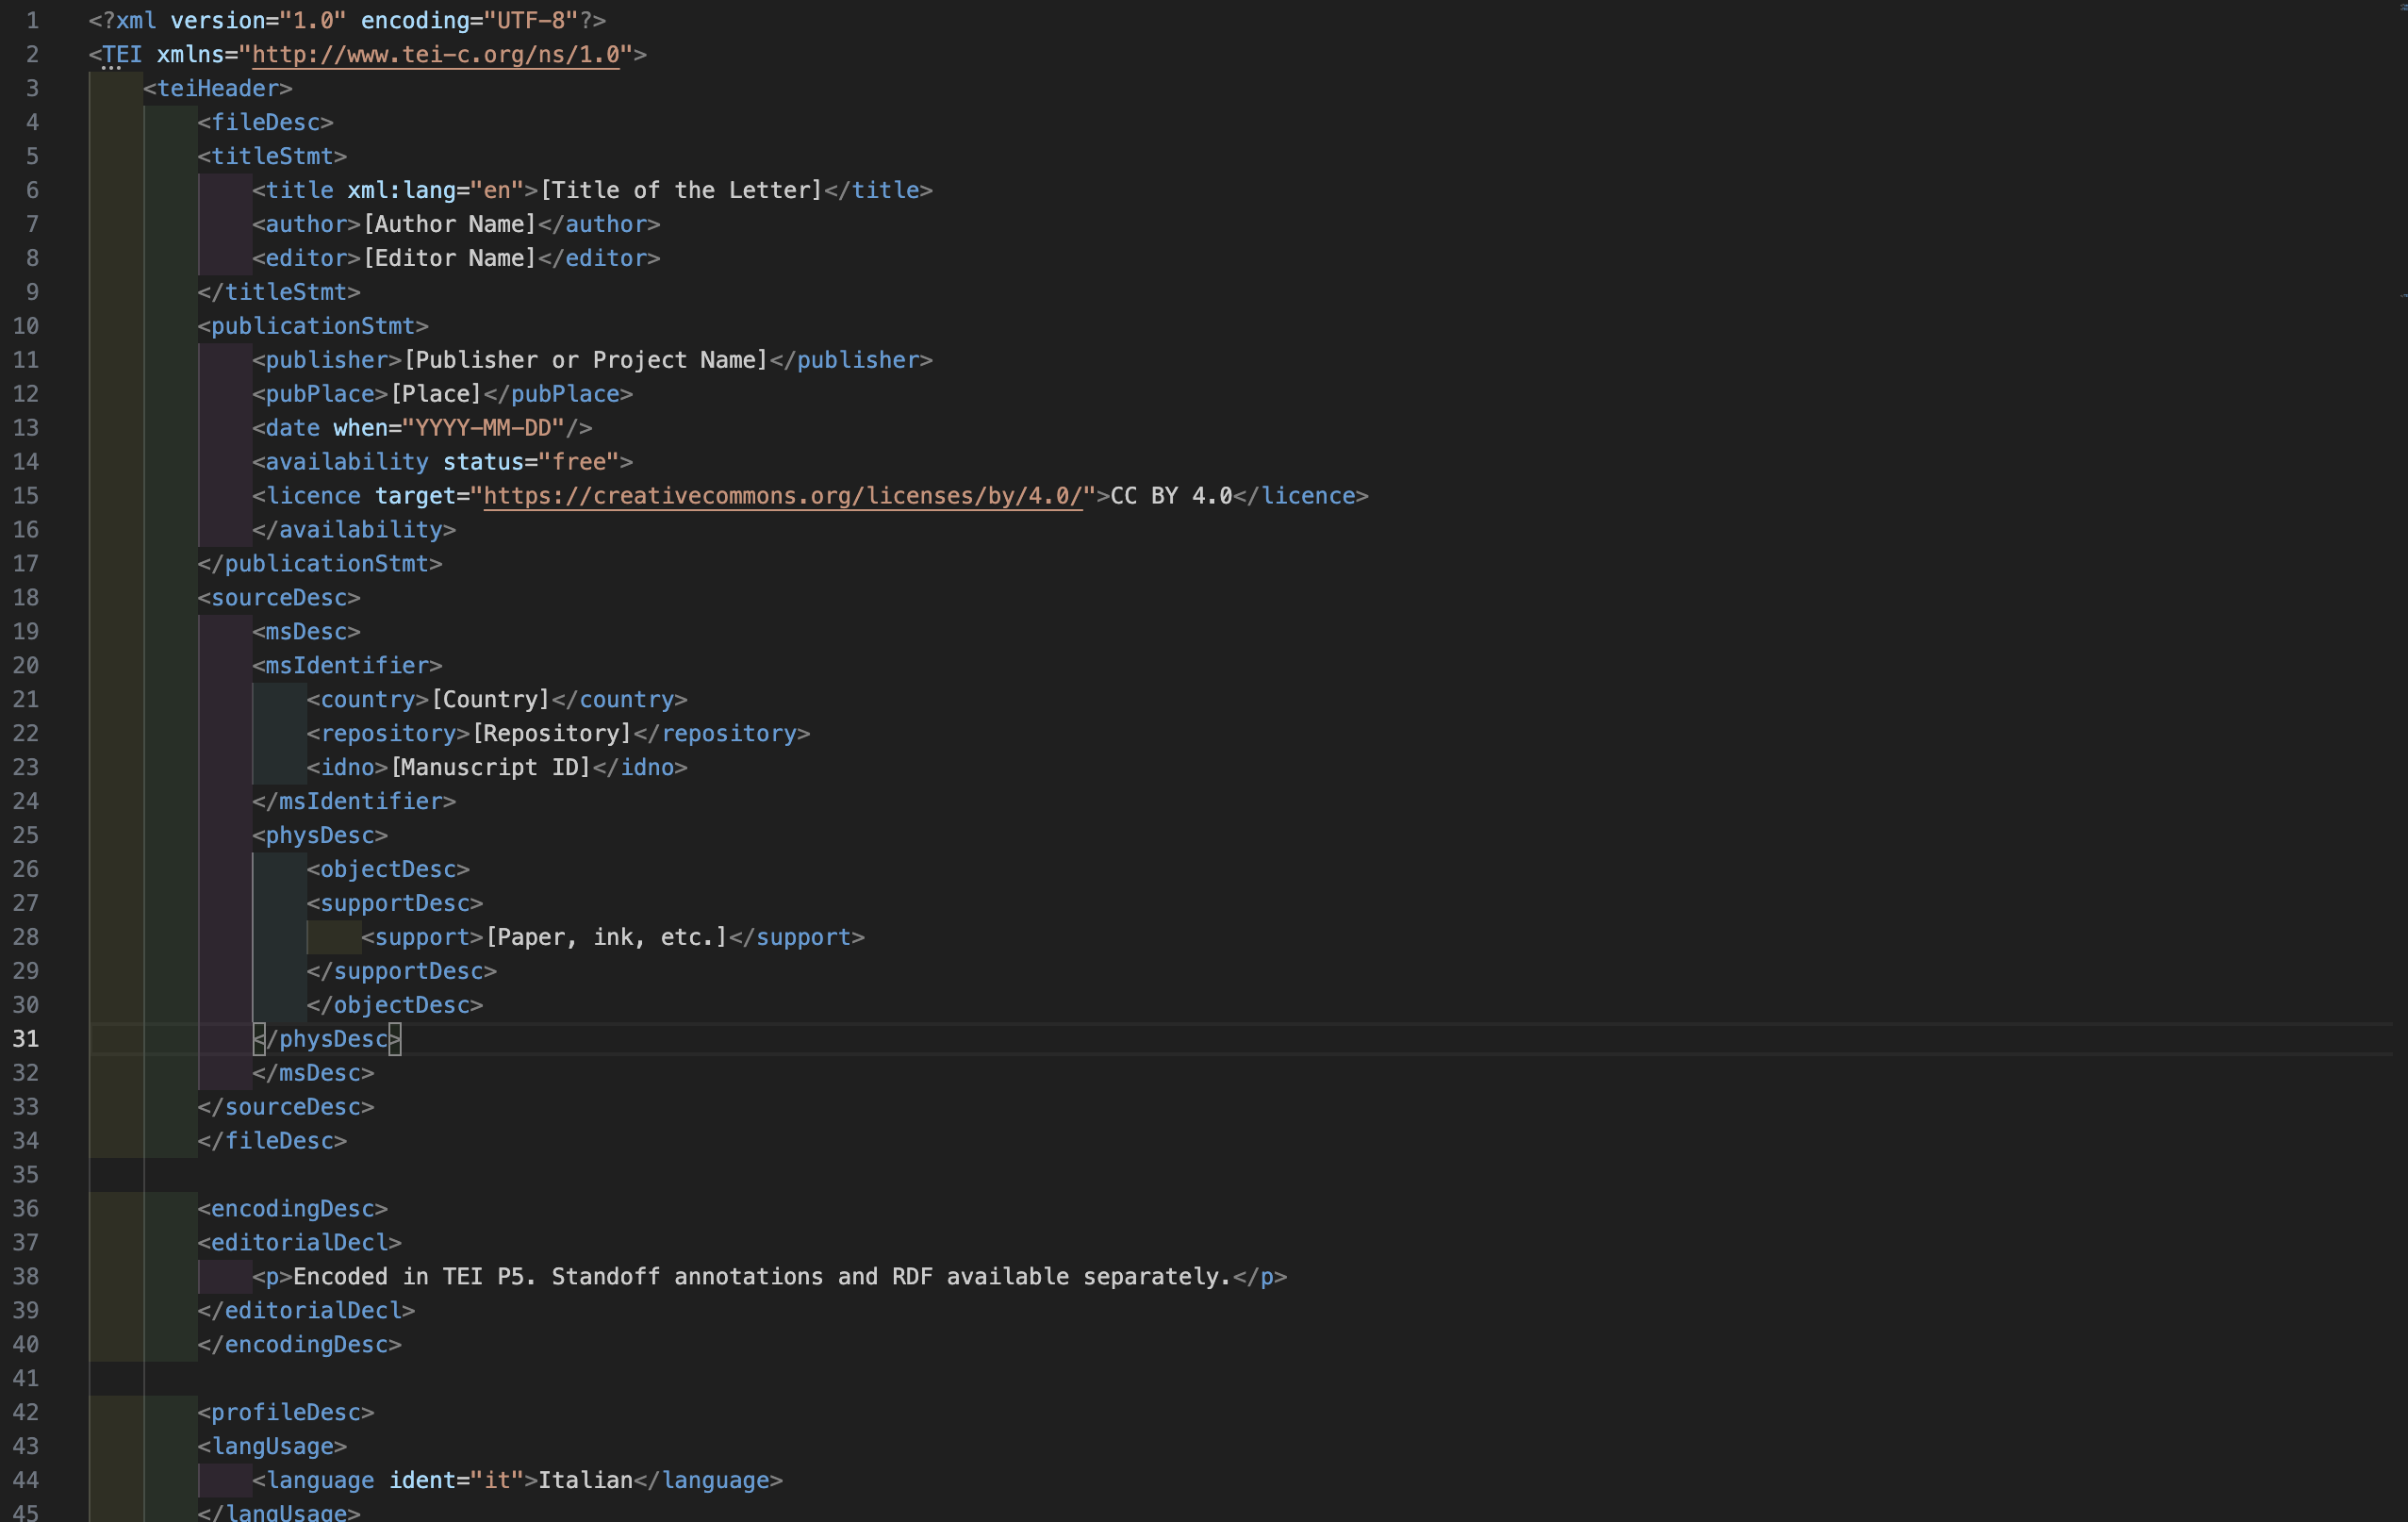 1 <?xml version="1.0" encoding="UTF-8"?>
2 <TEI xmlns="http://www.tei-c.org/ns/1.0">
3 <teiHeader>
4 <fileDesc>
5 <titleStmt>
6 <title xml:lang="en">[Title of the Letter]</title>
7 <author>[Author Name]</author>
8 <editor>[Editor Name]</editor>
9 </titleStmt>
10 <publicationStmt>
11 <publisher>[Publisher or Project Name]</publisher>
12 <pubPlace>[Place]</pubPlace>
13 <date when="YYYY-MM-DD"/>
14 <availability status="free">
15 <licence target="https://creativecommons.org/licenses/by/4.0/">CC BY 4.0</licence>
16 </availability>
17 </publicationStmt>
18 <sourceDesc>
19 <msDesc>
20 <msIdentifier>
21 <country>[Country]</country>
22 <repository>[Repository]</repository>
23 <idno>[Manuscript ID]</idno>
24 </msIdentifier>
25 <physDesc>
26 <objectDesc>
27 <supportDesc>
28 <support>[Paper, ink, etc.]</support>
29 </supportDesc>
30 </objectDesc>
31 </physDesc>
32 </msDesc>
33 </sourceDesc>
34 </fileDesc>
35
36 <encodingDesc>
37 <editorialDecl>
38 <p>Encoded in TEI P5. Standoff annotations and RDF available separately.</p>
39 </editorialDecl>
40 </encodingDesc>
41
42 <profileDesc>
43 <langUsage>
44 <language ident="it">Italian</language>
45 </langUsage>